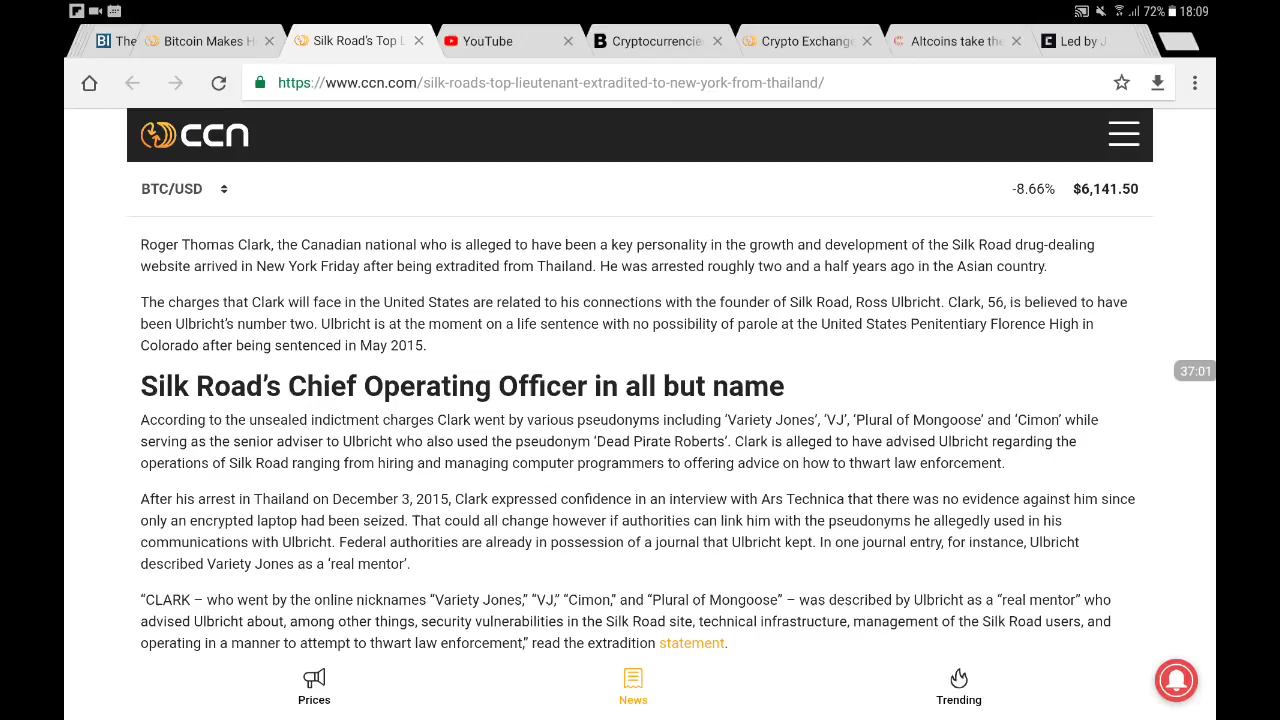 72% 18:09
BI The
Bitcoin Makes H
Silk Road's Top L
YouTube
Cryptocurrencie
Crypto Exchange
Altcoins take the
Led by J
https://www.ccn.com/silk-roads-top-lieutenant-extradited-to-new-york-from-thailand/
ccn
BTC/USD -8.66% $6,141.50
Roger Thomas Clark, the Canadian national who is alleged to have been a key personality in the growth and development of the Silk Road drug-dealing
website arrived in New York Friday after being extradited from Thailand. He was arrested roughly two and a half years ago in the Asian country.
The charges that Clark will face in the United States are related to his connections with the founder of Silk Road, Ross Ulbricht. Clark, 56, is believed to have
been Ulbricht's number two. Ulbricht is at the moment on a life sentence with no possibility of parole at the United States Penitentiary Florence High in
Colorado after being sentenced in May 2015.
37:01
Silk Road's Chief Operating Officer in all but name
According to the unsealed indictment charges Clark went by various pseudonyms including ‘Variety Jones’, ‘VJ’, ‘Plural of Mongoose’ and ‘Cimon’ while
serving as the senior adviser to Ulbricht who also used the pseudonym ‘Dead Pirate Roberts’. Clark is alleged to have advised Ulbricht regarding the
operations of Silk Road ranging from hiring and managing computer programmers to offering advice on how to thwart law enforcement.
After his arrest in Thailand on December 3, 2015, Clark expressed confidence in an interview with Ars Technica that there was no evidence against him since
only an encrypted laptop had been seized. That could all change however if authorities can link him with the pseudonyms he allegedly used in his
communications with Ulbricht. Federal authorities are already in possession of a journal that Ulbricht kept. In one journal entry, for instance, Ulbricht
described Variety Jones as a ‘real mentor’.
“CLARK – who went by the online nicknames “Variety Jones,” “VJ,” “Cimon,” and “Plural of Mongoose” – was described by Ulbricht as a “real mentor” who
advised Ulbricht about, among other things, security vulnerabilities in the Silk Road site, technical infrastructure, management of the Silk Road users, and
operating in a manner to attempt to thwart law enforcement,” read the extradition statement.
Prices News Trending